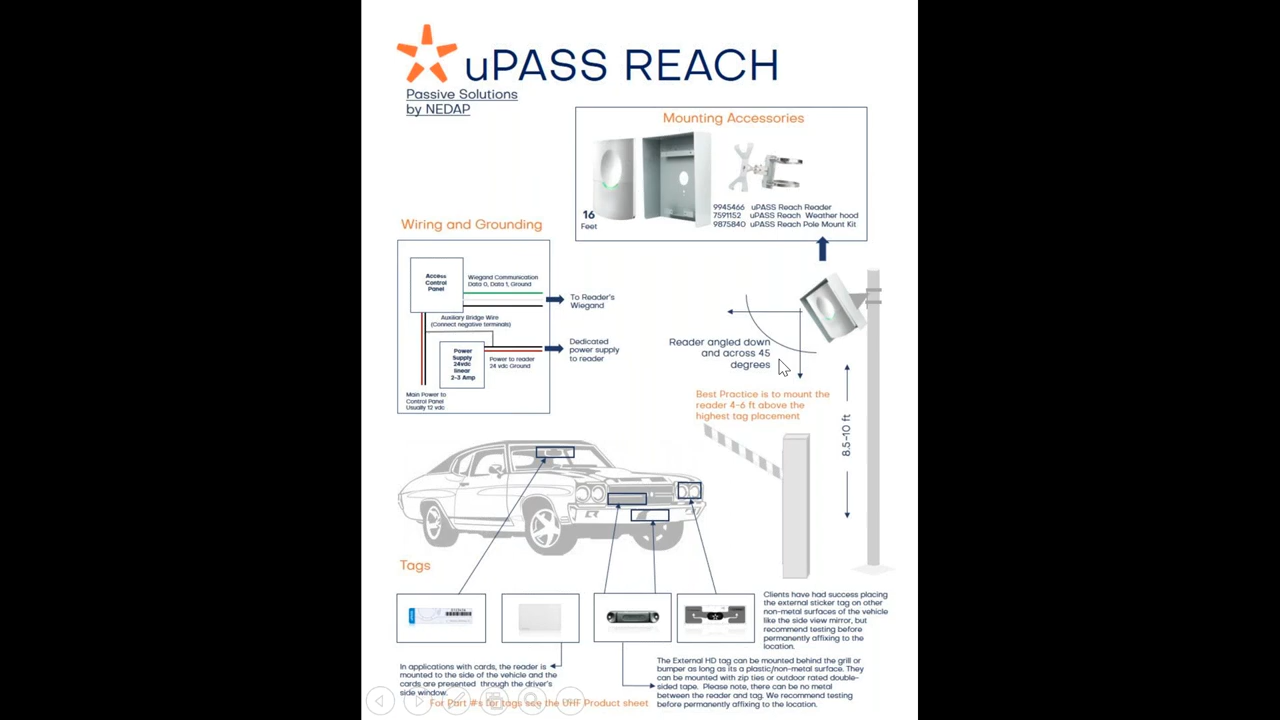 uPASS REACH
Passive Solutions
by NEDAP
Mounting Accessories
16
Feet
9945466 uPASS Reach Reader
7591152 uPASS Reach Weather hood
9875840 uPASS Reach Pole Mount Kit
Wiring and Grounding
Access
Control
Panel
Wiegand Communication
Data 0, Data 1, Ground
To Reader's
Wiegand
Auxiliary Bridge Wire
(Connect negative terminals)
Power
Supply
24vdc
linear
2-3 Amp
Power to reader
24 vdc Ground
Dedicated
power supply
to reader
Main Power to
Control Panel
Usually 12 vdc
Reader angled down
and across 45
degrees
Best Practice is to mount the
reader 4-6 ft above the
highest tag placement
8.5-10 ft
Tags
Clients have had success placing
the external sticker tag on other
non-metal surfaces of the vehicle
like the side view mirror, but
recommend testing before
permanently affixing to the
location.
In applications with cards, the reader is
mounted to the side of the vehicle and the
cards are presented through the driver's
side window.
The External HD tag can be mounted behind the grill or
bumper as long as its a plastic/non-metal surface. They
can be mounted with zip ties or outdoor rated double-
sided tape. Please note, there can be no metal
between the reader and tag. We recommend testing
before permanently affixing to the location.
For Part #s for tags see the UHF Product sheet